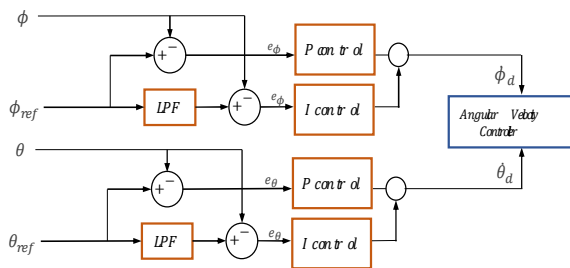 ϕ
+ −
e_ϕ
P control
ϕ̇_d
ϕ_ref
LPF
+ −
e_ϕ
I control
Angular Velocity
Controller
θ
+ −
e_θ
P control
θ̇_d
θ_ref
LPF
+ −
e_θ
I control